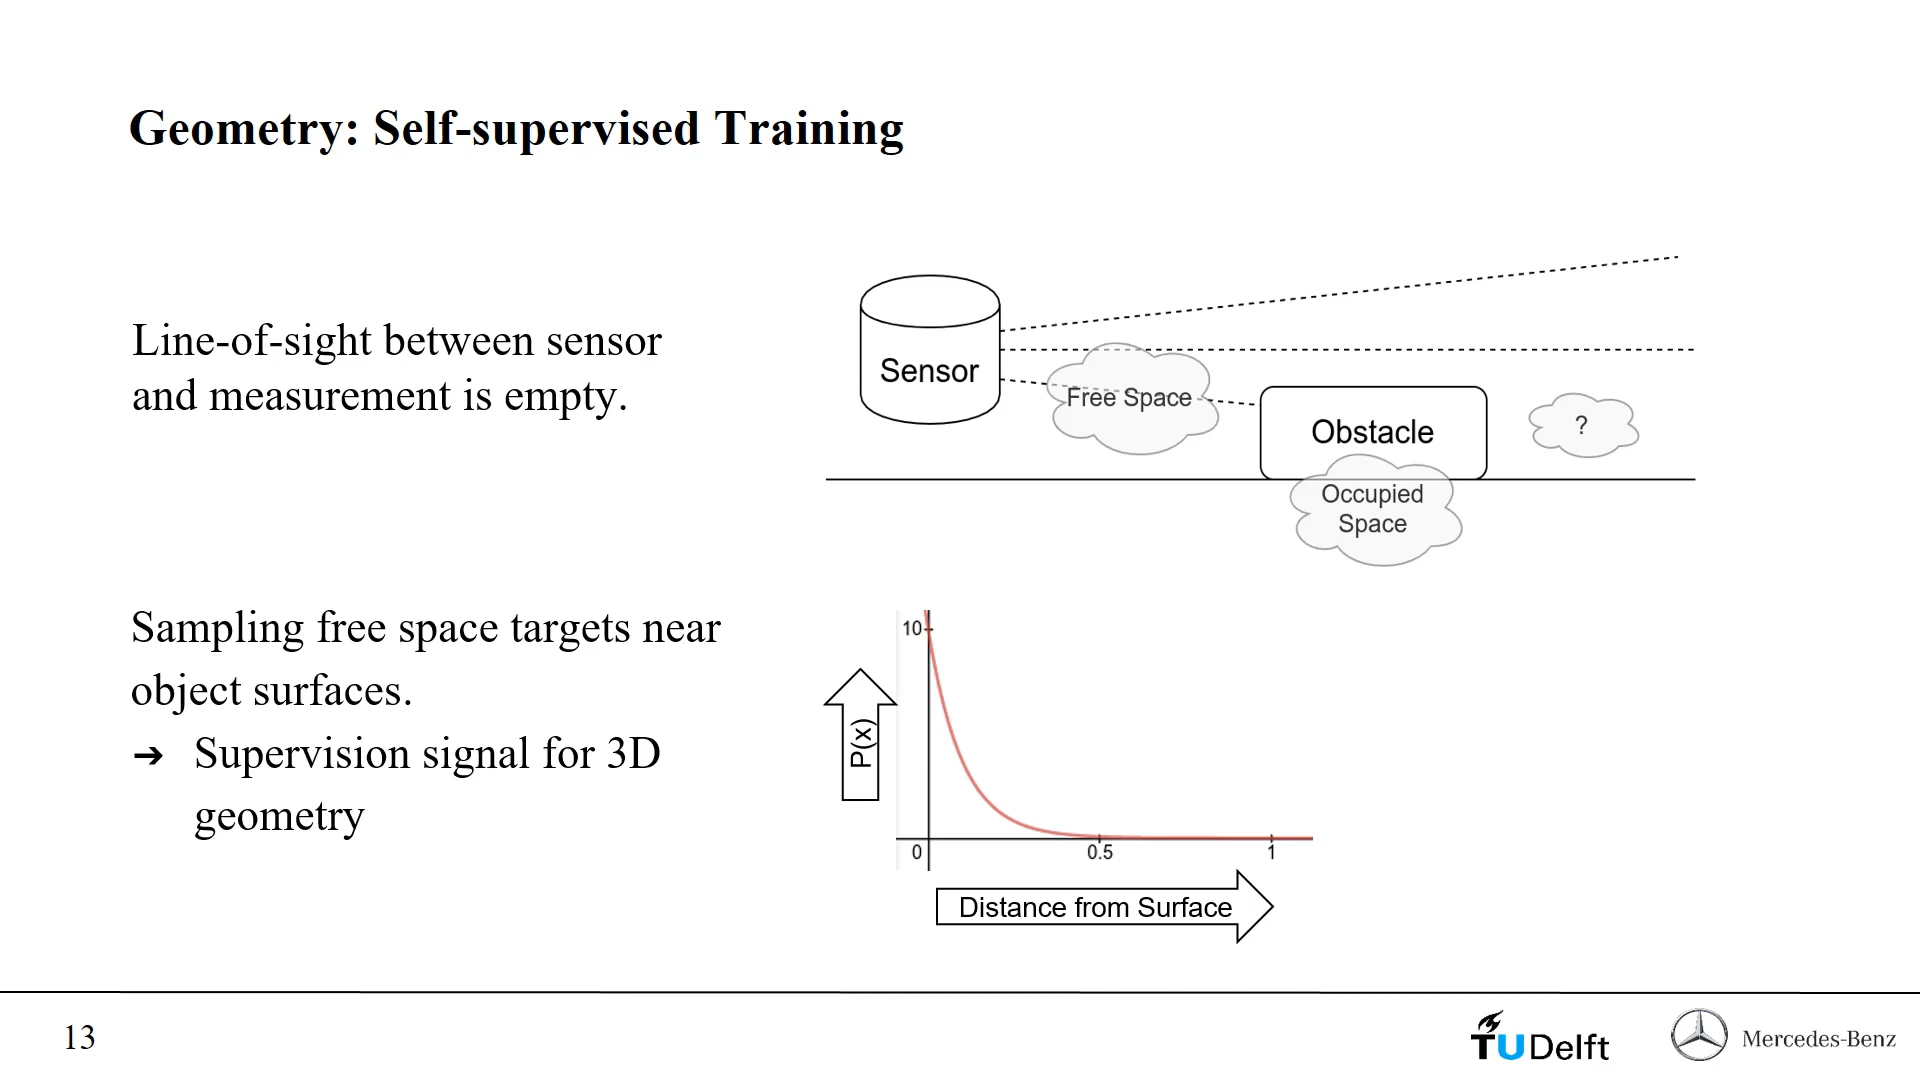 Geometry: Self-supervised Training
Line-of-sight between sensor
and measurement is empty.
Sensor
Free Space
Obstacle
?
Occupied
Space
Sampling free space targets near
object surfaces.
➔ Supervision signal for 3D
geometry
10
P(x)
0
0.5
1
Distance from Surface
13
TU Delft
Mercedes-Benz